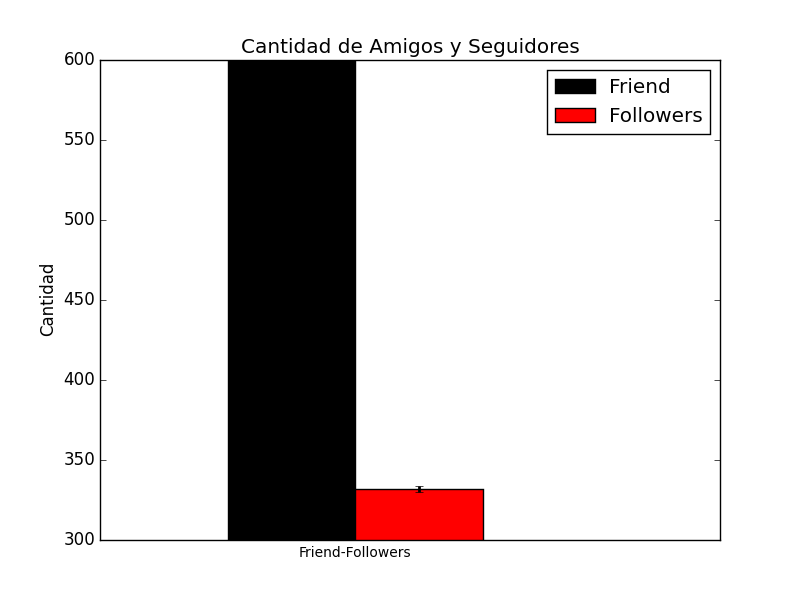 Cantidad de Amigos y Seguidores
600
550
500
450
400
350
300
Cantidad
Friend
Followers
Friend-Followers